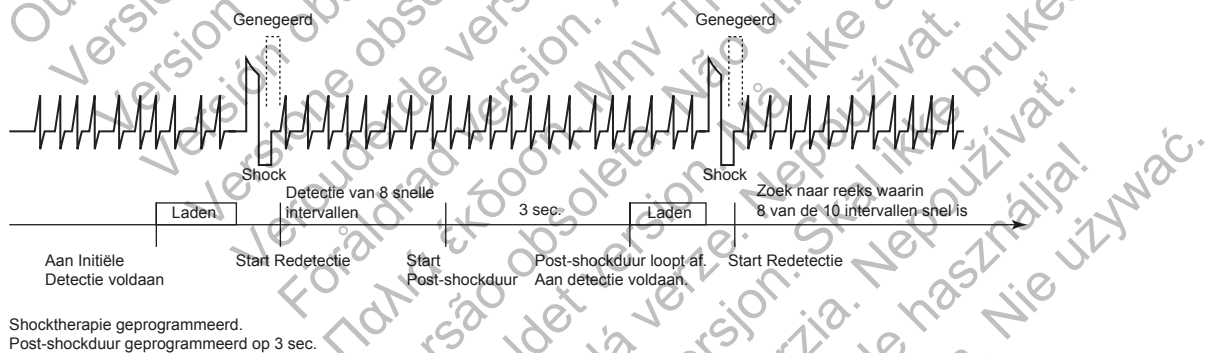 Genegeerd
Genegeerd
Shock
Shock
Detectie van 8 snelle
intervallen
Zoek naar reeks waarin
8 van de 10 intervallen snel is
Laden
3 sec.
Laden
Aan Initiële
Detectie voldaan
Start Redetectie
Start
Post-shockduur
Post-shockduur loopt af.
Aan detectie voldaan.
Start Redetectie
Shocktherapie geprogrammeerd.
Post-shockduur geprogrammeerd op 3 sec.